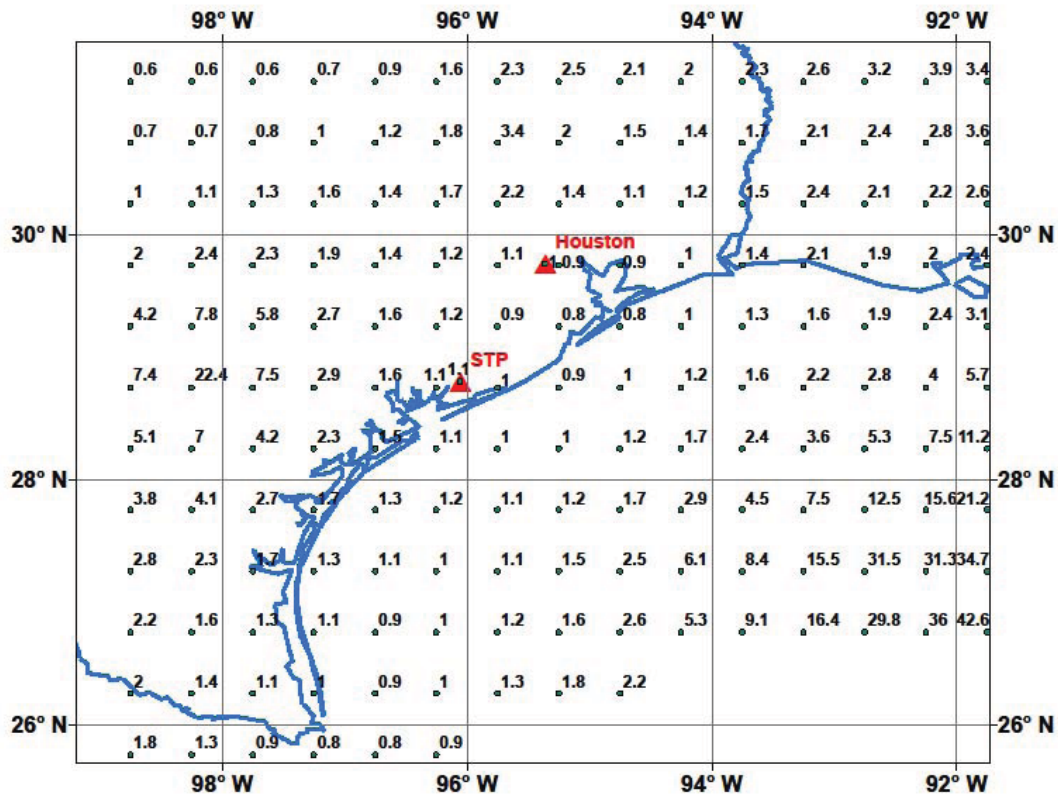 98° W 96° W 94° W 92° W
0.6 0.6 0.6 0.7 0.9 1.6 2.3 2.5 2.1 2 2.3 2.6 3.2 3.9 3.4
0.7 0.7 0.8 1 1.2 1.8 3.4 2 1.5 1.4 1.7 2.1 2.4 2.8 3.6
1 1.1 1.3 1.6 1.4 1.7 2.2 1.4 1.1 1.2 1.5 2.4 2.1 2.2 2.6
30° N Houston 30° N
2 2.4 2.3 1.9 1.4 1.2 1.1 1 0.9 0.9 1 1.4 2.1 1.9 2 2.4
4.2 7.8 5.8 2.7 1.6 1.2 0.9 0.8 0.8 1 1.3 1.6 1.9 2.4 3.1
STP
7.4 22.4 7.5 2.9 1.6 1.1 1.1 1 0.9 1 1.2 1.6 2.2 2.8 4 5.7
5.1 7 4.2 2.3 1.5 1.1 1 1 1.2 1.7 2.4 3.6 5.3 7.5 11.2
28° N 28° N
3.8 4.1 2.7 1.7 1.3 1.2 1.1 1.2 1.7 2.9 4.5 7.5 12.5 15.6 21.2
2.8 2.3 1.7 1.3 1.1 1 1.1 1.5 2.5 6.1 8.4 15.5 31.5 31.3 34.7
2.2 1.6 1.3 1.1 0.9 1 1.2 1.6 2.6 5.3 9.1 16.4 29.8 36 42.6
2 1.4 1.1 1 0.9 1 1.3 1.8 2.2
26° N 26° N
1.8 1.3 0.9 0.8 0.8 0.9
98° W 96° W 94° W 92° W